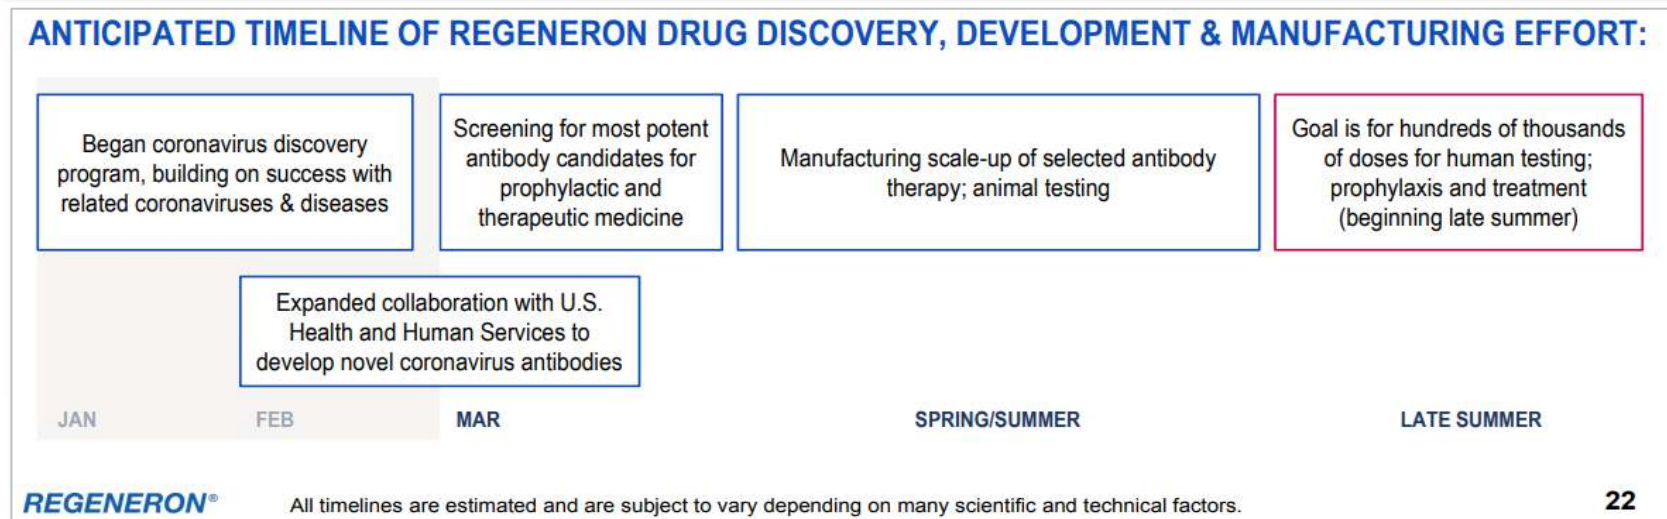 ANTICIPATED TIMELINE OF REGENERON DRUG DISCOVERY, DEVELOPMENT & MANUFACTURING EFFORT:
Began coronavirus discovery
program, building on success with
related coronaviruses & diseases
Screening for most potent
antibody candidates for
prophylactic and
therapeutic medicine
Manufacturing scale-up of selected antibody
therapy; animal testing
Goal is for hundreds of thousands
of doses for human testing;
prophylaxis and treatment
(beginning late summer)
Expanded collaboration with U.S.
Health and Human Services to
develop novel coronavirus antibodies
JAN
FEB
MAR
SPRING/SUMMER
LATE SUMMER
REGENERON®
All timelines are estimated and are subject to vary depending on many scientific and technical factors.
22